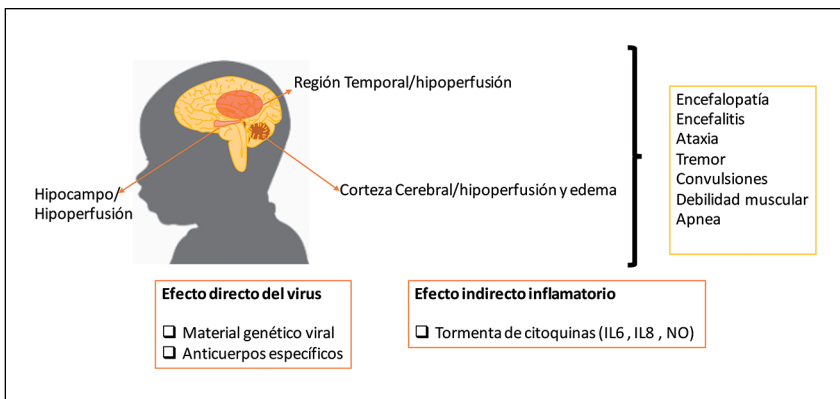 Región Temporal/hipoperfusión
Hipocampo/
Hipoperfusión
Corteza Cerebral/hipoperfusión y edema
Encefalopatía
Encefalitis
Ataxia
Tremor
Convulsiones
Debilidad muscular
Apnea
Efecto directo del virus
❑ Material genético viral
❑ Anticuerpos específicos
Efecto indirecto inflamatorio
❑ Tormenta de citoquinas (IL6 , IL8 , NO)